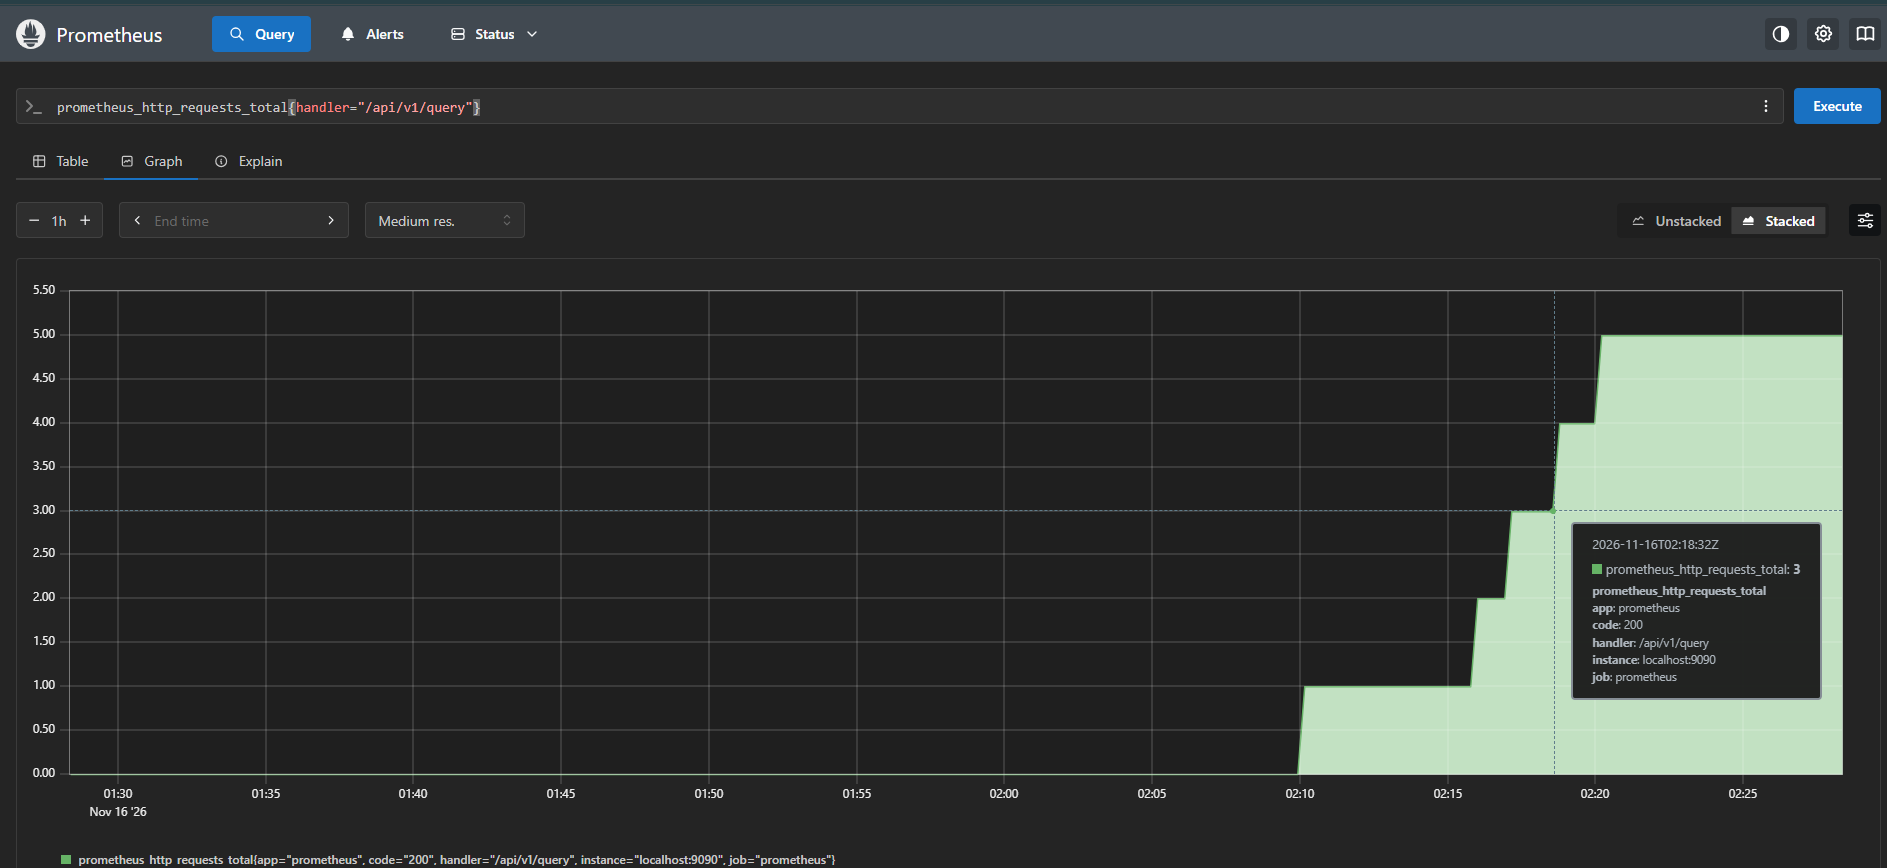 Prometheus Query Alerts Status
>_ prometheus_http_requests_total{handler="/api/v1/query"} Execute
Table Graph Explain
− 1h + End time Medium res. Unstacked Stacked
5.50
5.00
4.50
4.00
3.50
3.00
2.50
2.00
1.50
1.00
0.50
0.00
2026-11-16T02:18:32Z
prometheus_http_requests_total: 3
prometheus_http_requests_total
app: prometheus
code: 200
handler: /api/v1/query
instance: localhost:9090
job: prometheus
01:30 01:35 01:40 01:45 01:50 01:55 02:00 02:05 02:10 02:15 02:20 02:25
Nov 16 '26
prometheus_http_requests_total{app="prometheus", code="200", handler="/api/v1/query", instance="localhost:9090", job="prometheus"}